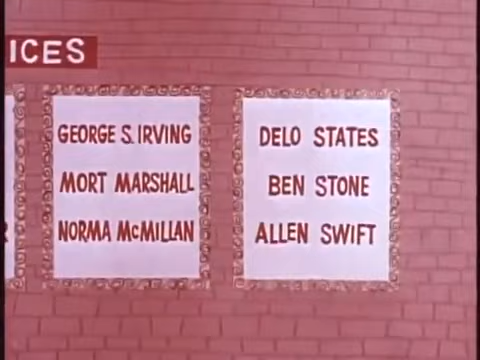 ICES
GEORGE S. IRVING
MORT MARSHALL
NORMA McMILLAN
DELO STATES
BEN STONE
ALLEN SWIFT